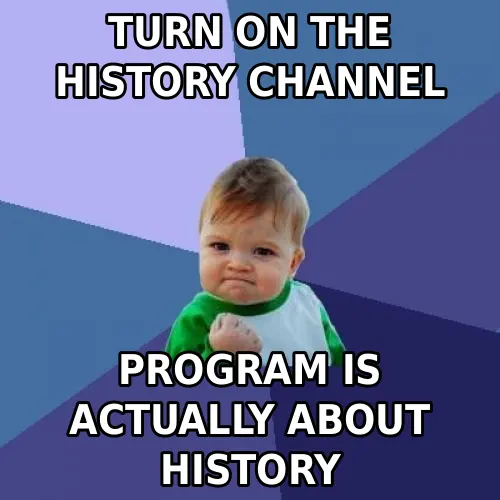 TURN ON THE
HISTORY CHANNEL
PROGRAM IS
ACTUALLY ABOUT
HISTORY